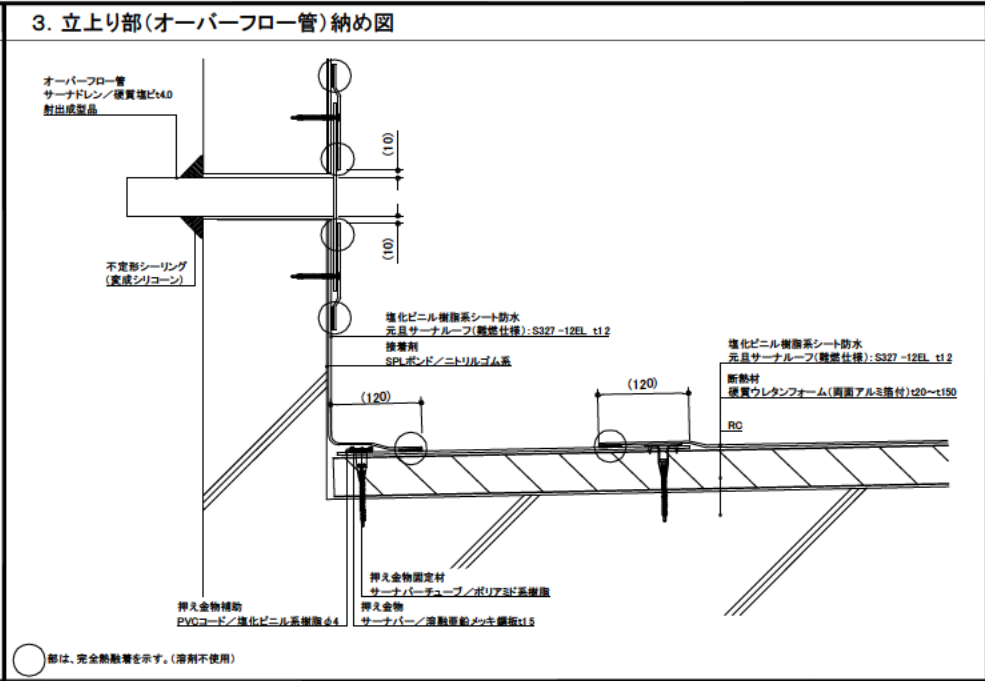 3. 立上り部(オーバーフロー管)納め図
オーバーフロー管
サーナドレン/硬質塩ビt4.0
射出成型品
(10)
(10)
不定形シーリング
(変成シリコーン)
塩化ビニル樹脂系シート防水
元旦サーナルーフ(難燃仕様):S327-12EL t1.2
接着剤
SPLボンド/ニトリルゴム系
塩化ビニル樹脂系シート防水
元旦サーナルーフ(難燃仕様):S327-12EL t1.2
断熱材
硬質ウレタンフォーム(両面アルミ箔付)t20~t150
RC
(120)
(120)
押え金物固定材
サーナバーチューブ/ポリアミド系樹脂
押え金物補助
PVCコード/塩化ビニル系樹脂φ4
押え金物
サーナバー/溶融亜鉛メッキ鋼板t1.5
部は、完全熱融着を示す。(溶剤不使用)